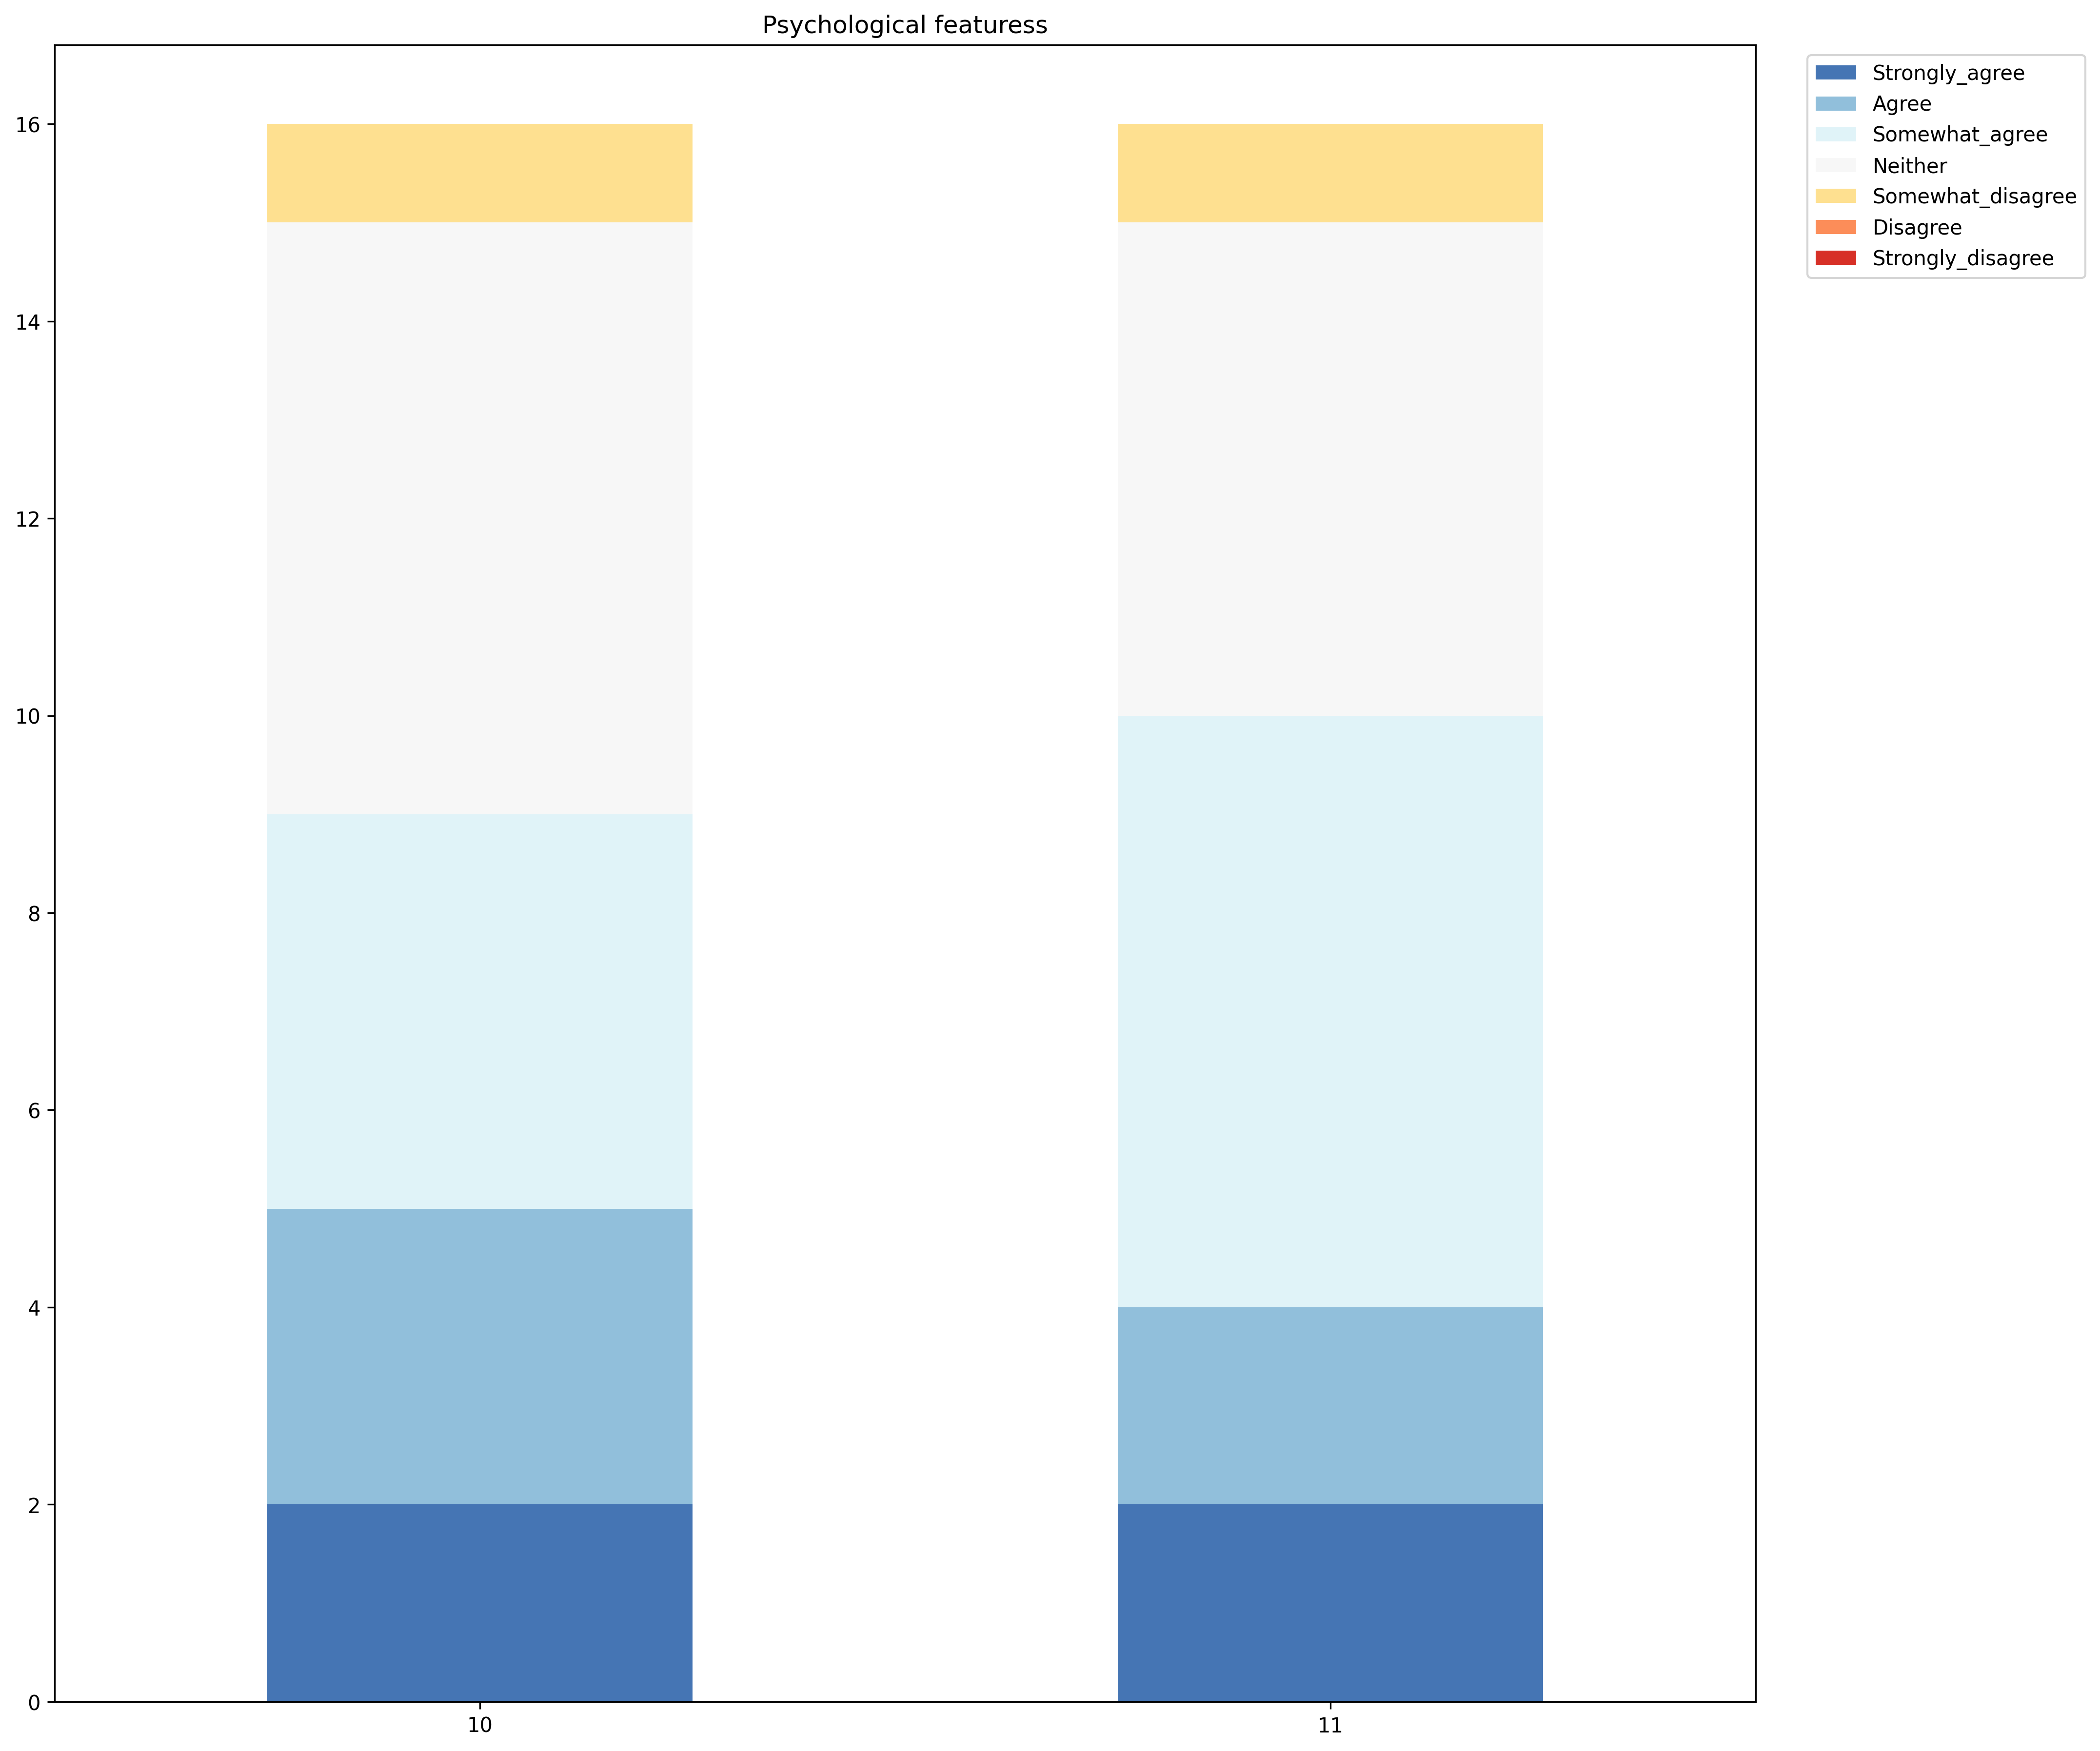 Psychological featuress
16
14
12
10
8
6
4
2
0
10
11
Strongly_agree
Agree
Somewhat_agree
Neither
Somewhat_disagree
Disagree
Strongly_disagree